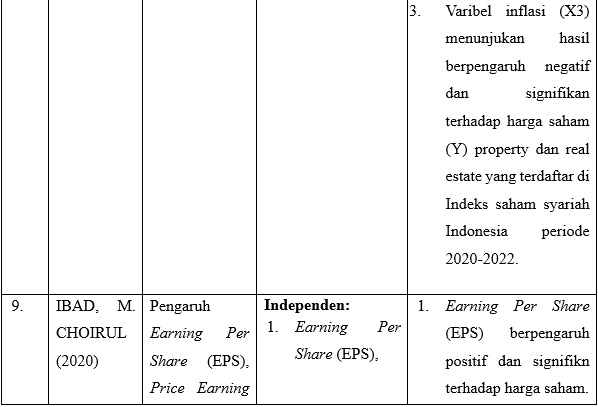 3. Varibel inflasi (X3)
menunjukan hasil
berpengaruh negatif
dan signifikan
terhadap harga saham
(Y) property dan real
estate yang terdaftar di
Indeks saham syariah
Indonesia periode
2020-2022.
9.
IBAD, M.
CHOIRUL
(2020)
Pengaruh
Earning Per
Share (EPS),
Price Earning
Independen:
1. Earning Per
Share (EPS),
1. Earning Per Share
(EPS) berpengaruh
positif dan signifikn
terhadap harga saham.